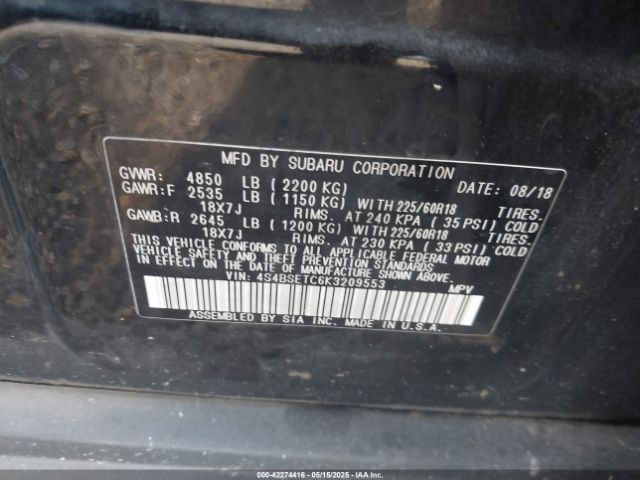 MFD BY SUBARU CORPORATION
GVWR: 4850 LB ( 2200 KG) DATE: 08/18
GAWR:F 2535 LB ( 1150 KG) WITH 225/60R18 TIRES.
18X7J RIMS. AT 240 KPA ( 35 PSI) COLD
GAWR:R 2645 LB ( 1200 KG) WITH 225/60R18 TIRES.
18X7J RIMS. AT 230 KPA ( 33 PSI) COLD
THIS VEHICLE CONFORMS TO ALL APPLICABLE FEDERAL MOTOR
VEHICLE SAFETY, BUMPER, AND THEFT PREVENTION STANDARDS
IN EFFECT ON THE DATE OF MANUFACTURE SHOWN ABOVE.
VIN: 4S4BSETC6K3209553 MPV
ASSEMBLED BY SIA INC. MADE IN U.S.A.
000-42274416 - 05/15/2025 - IAAI.COM